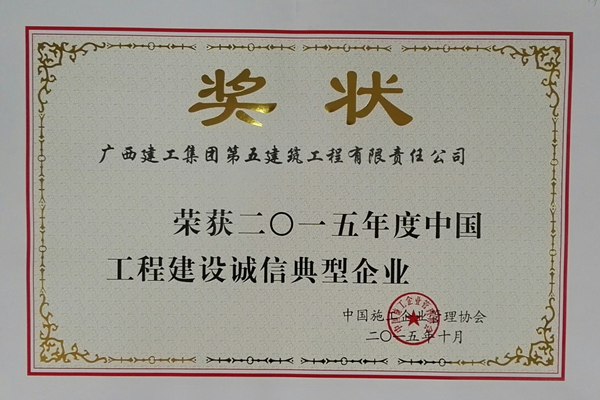 奖状
广西建工集团第五建筑工程有限责任公司
荣获二〇一五年度中国
工程建设诚信典型企业
中国施工企业管理协会
二〇一五年十月